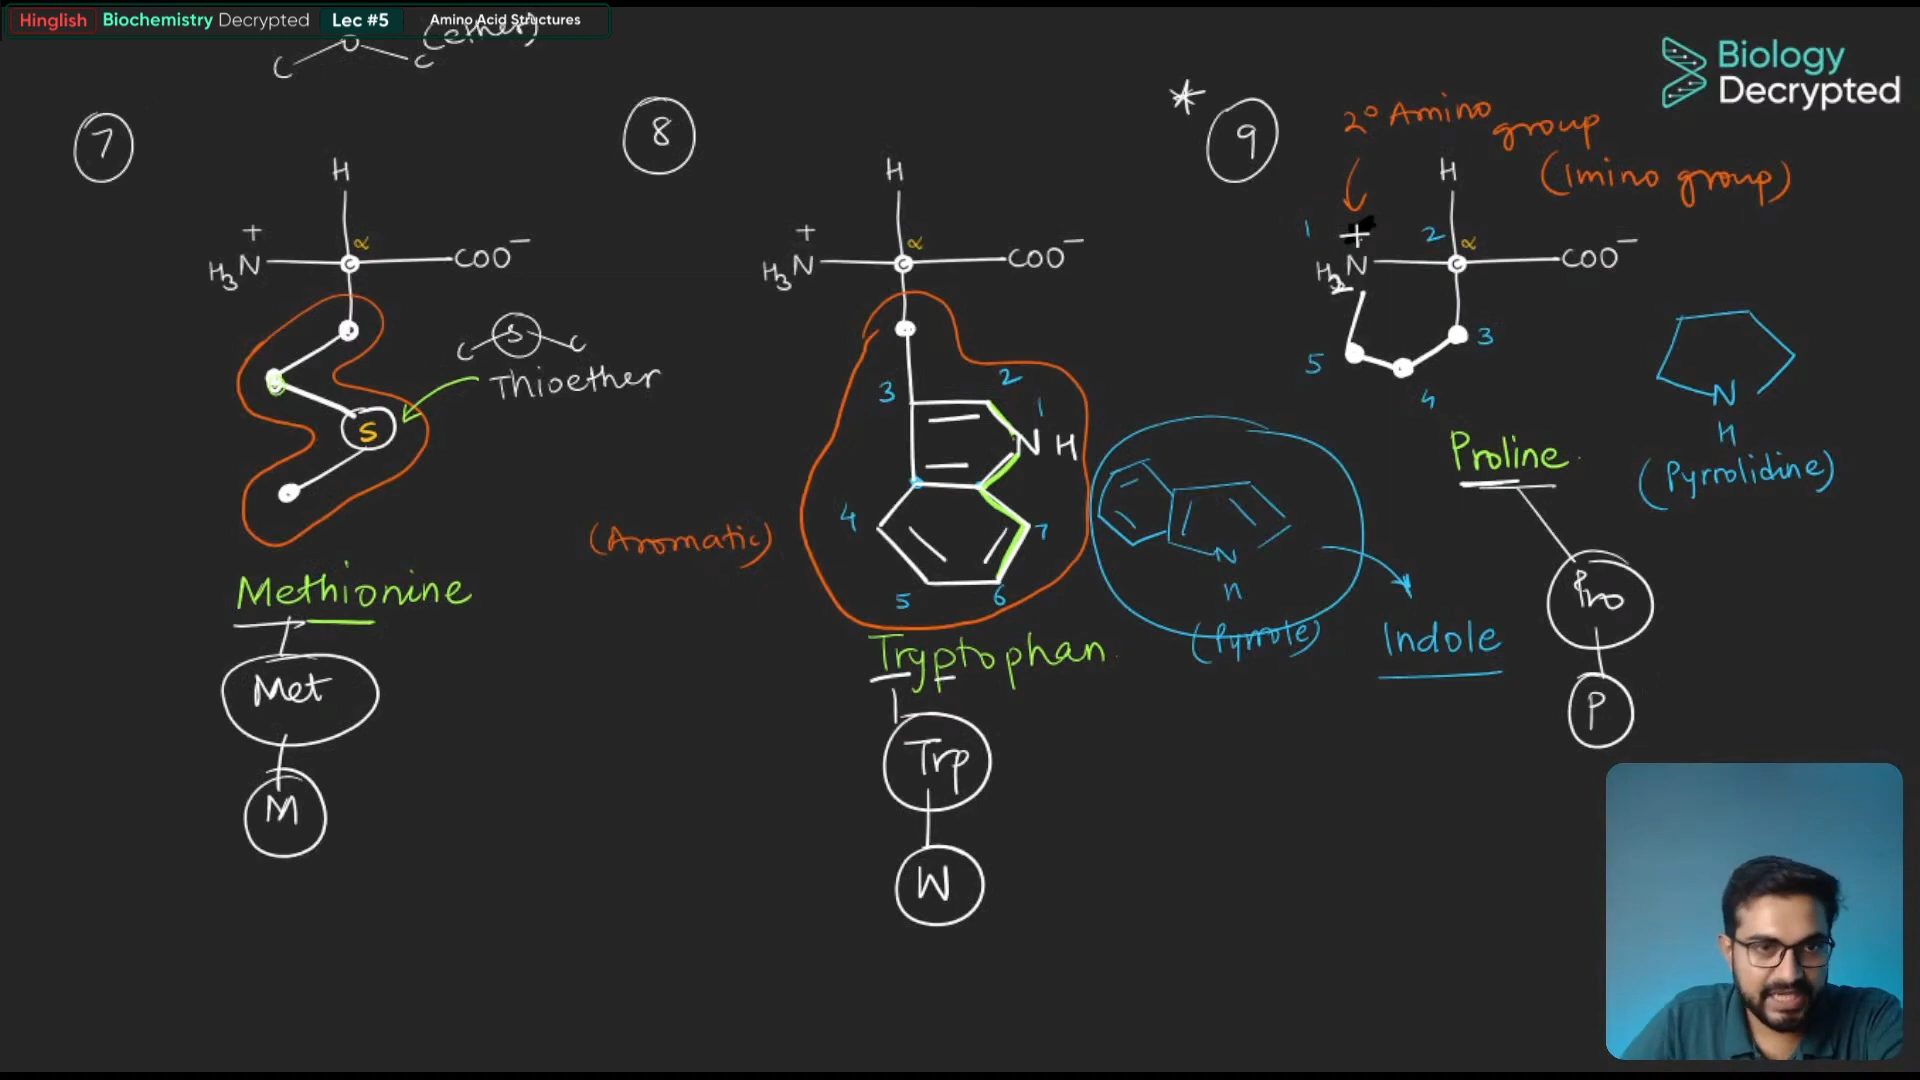 Hinglish Biochemistry Decrypted Lec #5 Amino Acid Structures
Biology
Decrypted
C O C (ether)
7
H
+
H3N C α COO−
S
C S C
Thioether
Methionine
Met
M
8
H
+
H3N C α COO−
3 2 1
N H
4 7
5 6
(Aromatic)
Tryptophan
Trp
W
N
n
(Pyrrole)
Indole
* 9
2° Amino group
(Imino group)
H
1 + 2 α
H2N C COO−
5 3
4
N
H
(Pyrrolidine)
Proline
Pro
P